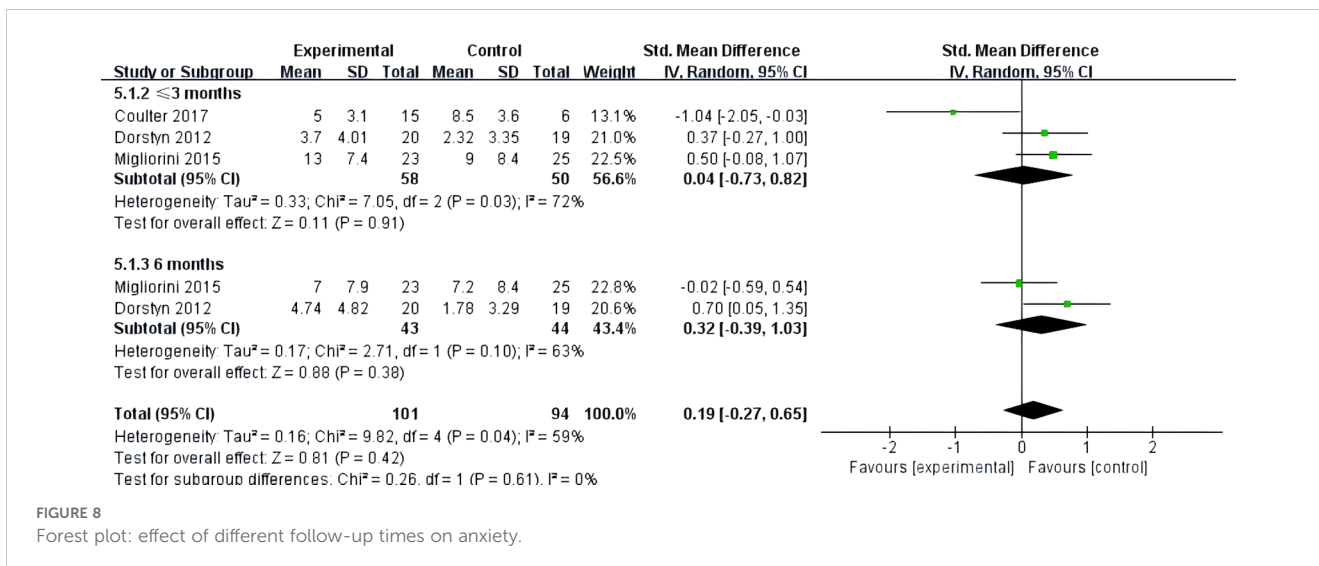 Experimental Control Std. Mean Difference Std. Mean Difference
Study or Subgroup Mean SD Total Mean SD Total Weight IV, Random, 95% CI IV, Random, 95% CI
5.1.2 ≤3 months
Coulter 2017 5 3.1 15 8.5 3.6 6 13.1% -1.04 [-2.05, -0.03]
Dorstyn 2012 3.7 4.01 20 2.32 3.35 19 21.0% 0.37 [-0.27, 1.00]
Migliorini 2015 13 7.4 23 9 8.4 25 22.5% 0.50 [-0.08, 1.07]
Subtotal (95% CI) 58 50 56.6% 0.04 [-0.73, 0.82]
Heterogeneity: Tau² = 0.33; Chi² = 7.05, df = 2 (P = 0.03); I² = 72%
Test for overall effect: Z = 0.11 (P = 0.91)
5.1.3 6 months
Migliorini 2015 7 7.9 23 7.2 8.4 25 22.8% -0.02 [-0.59, 0.54]
Dorstyn 2012 4.74 4.82 20 1.78 3.29 19 20.6% 0.70 [0.05, 1.35]
Subtotal (95% CI) 43 44 43.4% 0.32 [-0.39, 1.03]
Heterogeneity: Tau² = 0.17; Chi² = 2.71, df = 1 (P = 0.10); I² = 63%
Test for overall effect: Z = 0.88 (P = 0.38)
Total (95% CI) 101 94 100.0% 0.19 [-0.27, 0.65]
Heterogeneity: Tau² = 0.16; Chi² = 9.82, df = 4 (P = 0.04); I² = 59%
Test for overall effect: Z = 0.81 (P = 0.42)
Test for subgroup differences: Chi² = 0.26, df = 1 (P = 0.61), I² = 0%
-2 -1 0 1 2
Favours [experimental] Favours [control]
FIGURE 8
Forest plot: effect of different follow-up times on anxiety.